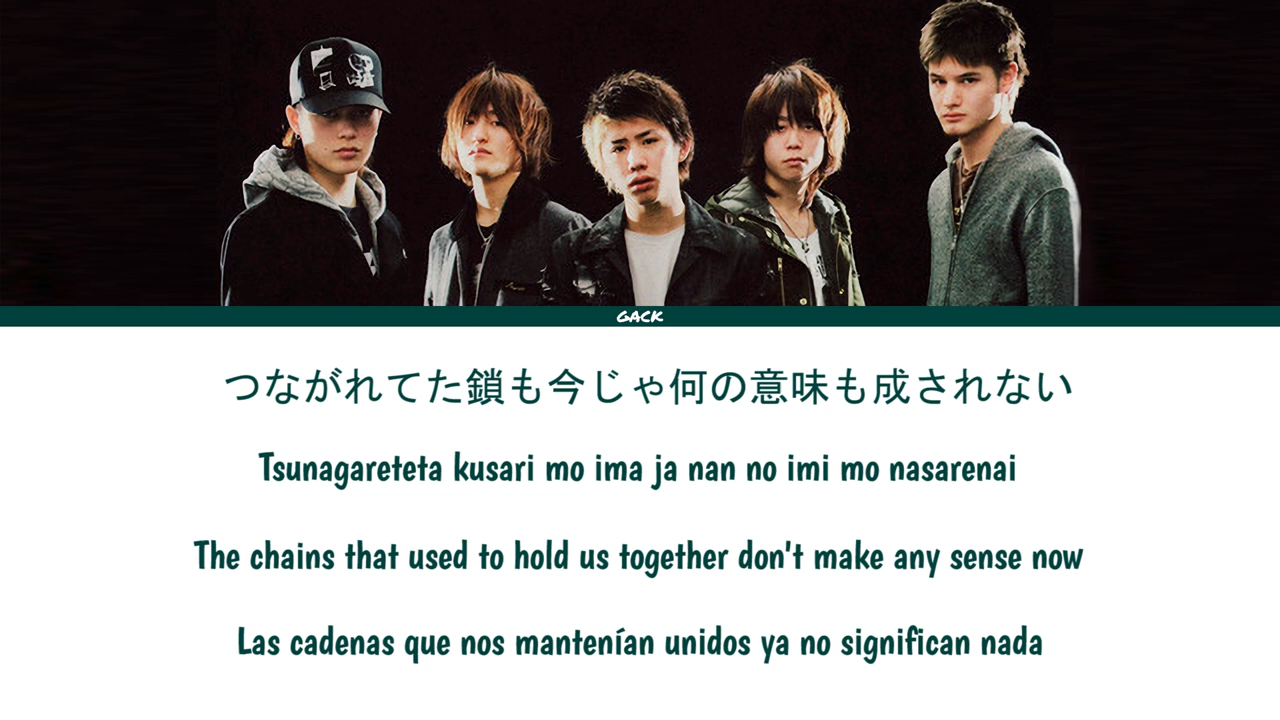 GACK
つながれてた鎖も今じゃ何の意味も成されない
Tsunagareteta kusari mo ima ja nan no imi mo nasarenai
The chains that used to hold us together don't make any sense now
Las cadenas que nos mantenían unidos ya no significan nada